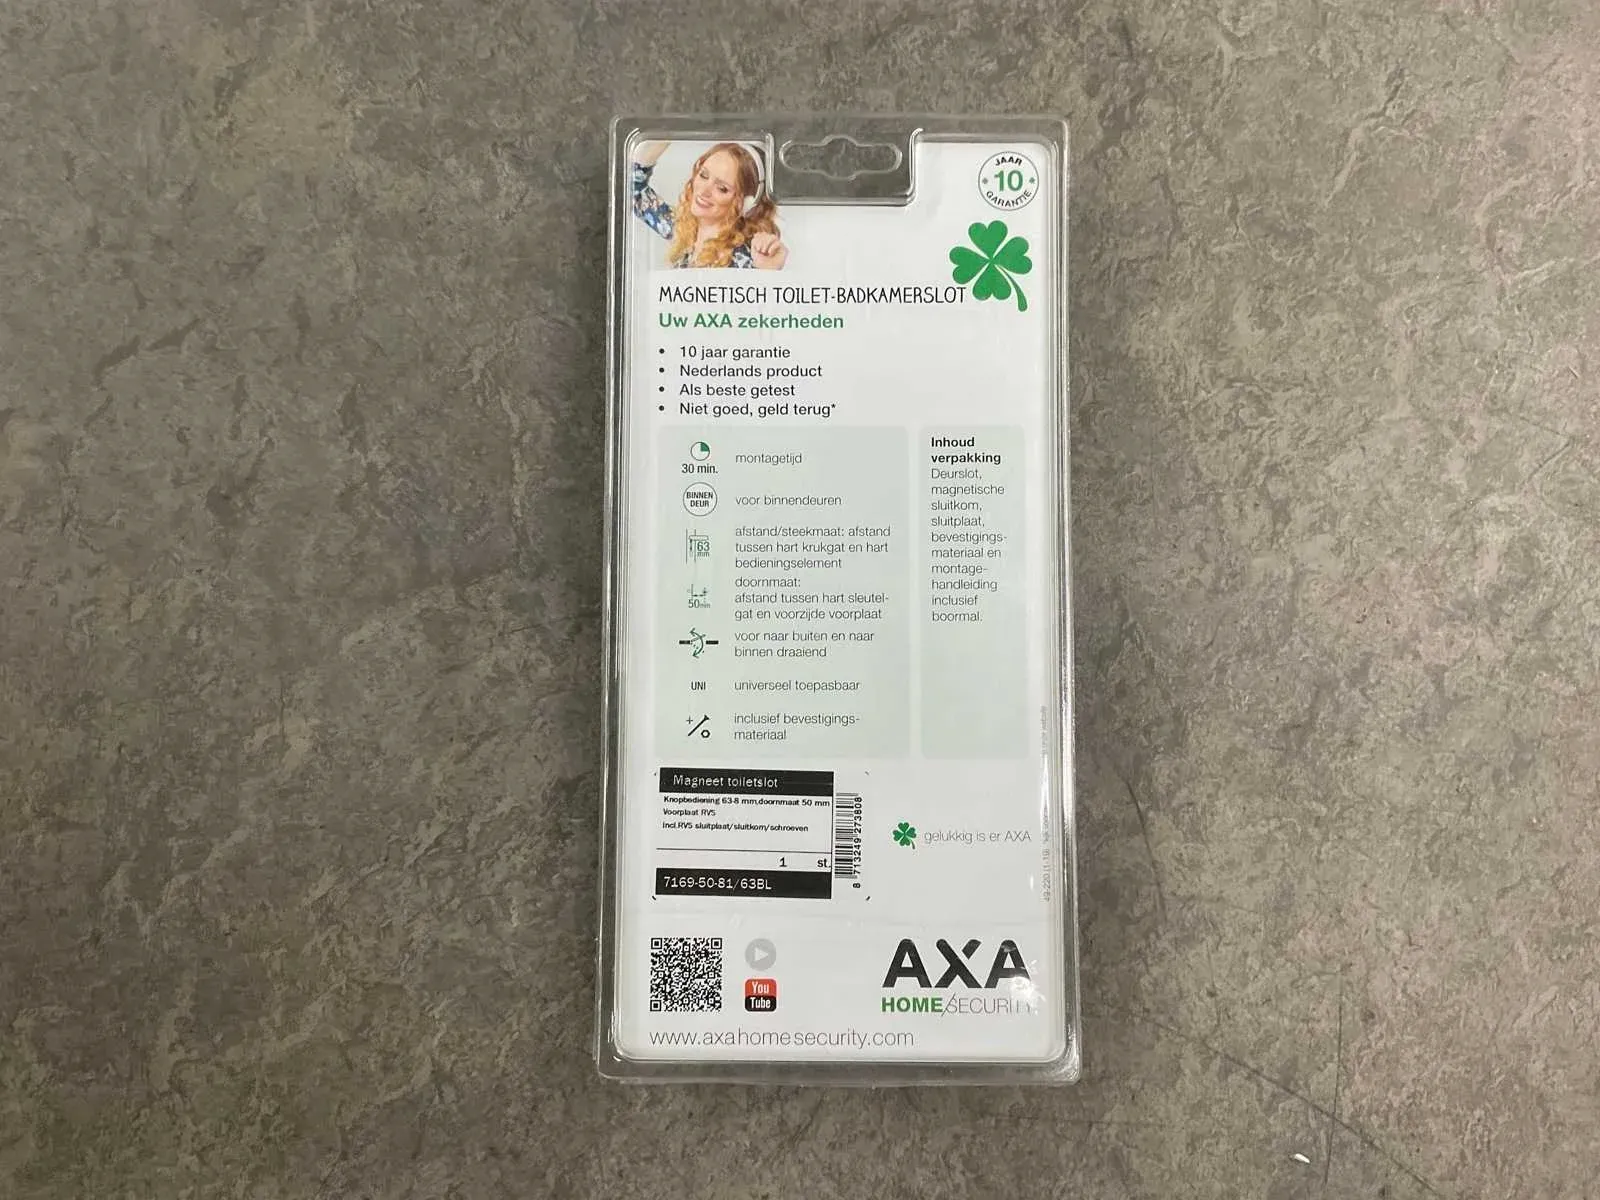 JAAR
10
GARANTIE
MAGNETISCH TOILET-BADKAMERSLOT
Uw AXA zekerheden
• 10 jaar garantie
• Nederlands product
• Als beste getest
• Niet goed, geld terug*
30 min.
montagetijd
BINNEN
DEUR
voor binnendeuren
63
mm
afstand/steekmaat: afstand
tussen hart krukgat en hart
bedieningselement
50mm
doornmaat:
afstand tussen hart sleutel-
gat en voorzijde voorplaat
voor naar buiten en naar
binnen draaiend
UNI
universeel toepasbaar
inclusief bevestigings-
materiaal
Inhoud
verpakking
Deurslot,
magnetische
sluitkom,
sluitplaat,
bevestigings-
materiaal en
montage-
handleiding
inclusief
boormal.
Magneet toiletslot
Knopbediening 63-8 mm,doornmaat 50 mm
Voorplaat RVS
incl.RVS sluitplaat/sluitkom/schroeven
1 st.
7169-50-81/63BL
8 713249 273808
gelukkig is er AXA
You
Tube
AXA
HOME/SECURITY
www.axahomesecurity.com